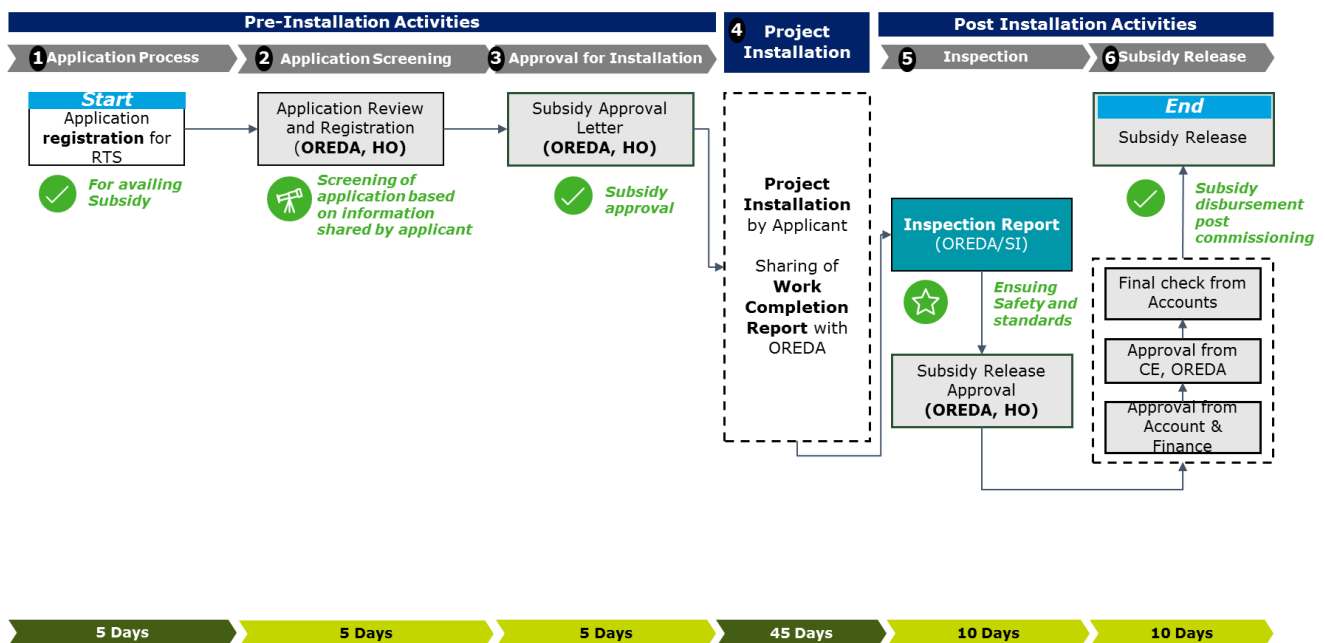 Pre-Installation Activities
4 Project
Installation
Post Installation Activities
1 Application Process
2 Application Screening
3 Approval for Installation
5 Inspection
6 Subsidy Release
Start
Application
registration for
RTS
For availing
Subsidy
Application Review
and Registration
(OREDA, HO)
Screening of
application based
on information
shared by applicant
Subsidy Approval
Letter
(OREDA, HO)
Subsidy
approval
Project
Installation
by Applicant
Sharing of
Work
Completion
Report with
OREDA
Inspection Report
(OREDA/SI)
Ensuing
Safety and
standards
Subsidy Release
Approval
(OREDA, HO)
End
Subsidy Release
Subsidy
disbursement
post
commissioning
Final check from
Accounts
Approval from
CE, OREDA
Approval from
Account &
Finance
5 Days
5 Days
5 Days
45 Days
10 Days
10 Days